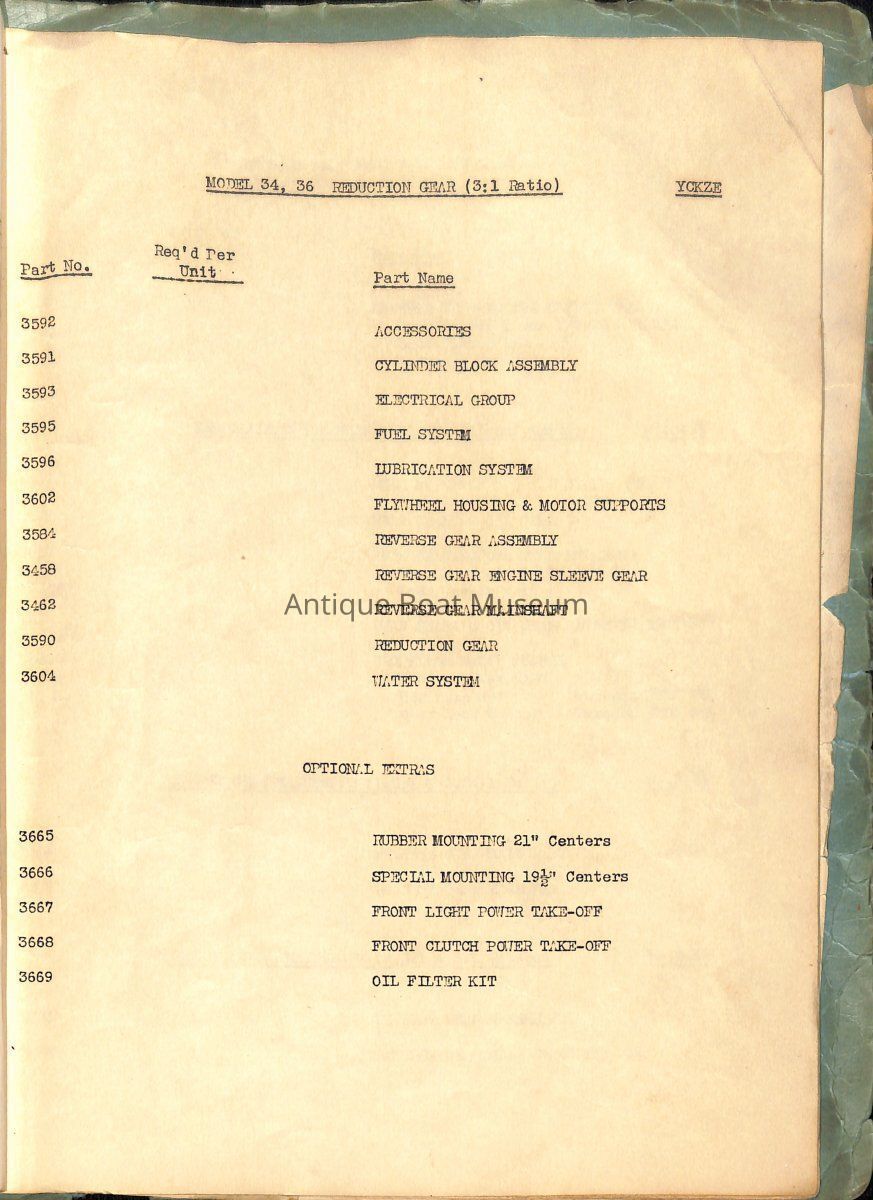 MODEL 34, 36 REDUCTION GEAR (3:1 Ratio) YCKZE
Part No. Req'd Per Unit Part Name
3592 ACCESSORIES
3591 CYLINDER BLOCK ASSEMBLY
3593 ELECTRICAL GROUP
3595 FUEL SYSTEM
3596 LUBRICATION SYSTEM
3602 FLYWHEEL HOUSING & MOTOR SUPPORTS
3584 REVERSE GEAR ASSEMBLY
3458 REVERSE GEAR ENGINE SLEEVE GEAR
3462 REVERSE GEAR MAINSHAFT
Antique Boat Museum
3590 REDUCTION GEAR
3604 WATER SYSTEM
OPTIONAL EXTRAS
3665 RUBBER MOUNTING 21" Centers
3666 SPECIAL MOUNTING 19½" Centers
3667 FRONT LIGHT POWER TAKE-OFF
3668 FRONT CLUTCH POWER TAKE-OFF
3669 OIL FILTER KIT